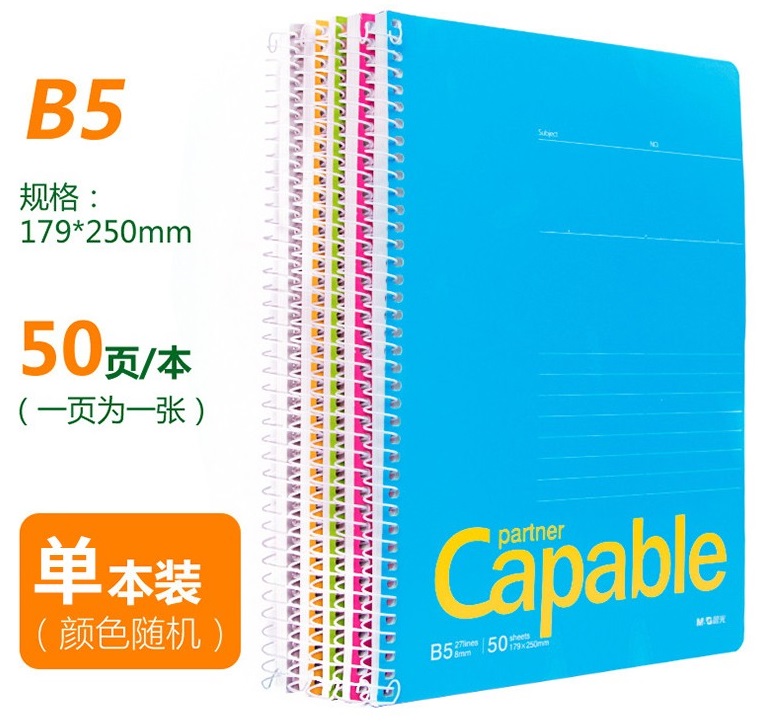 B5
规格：
179*250mm
50页/本
（一页为一张）
单本装
（颜色随机）
Subject
NO.
partner
Capable
B5 27lines 8mm | 50 sheets 179×250mm
M&G晨光